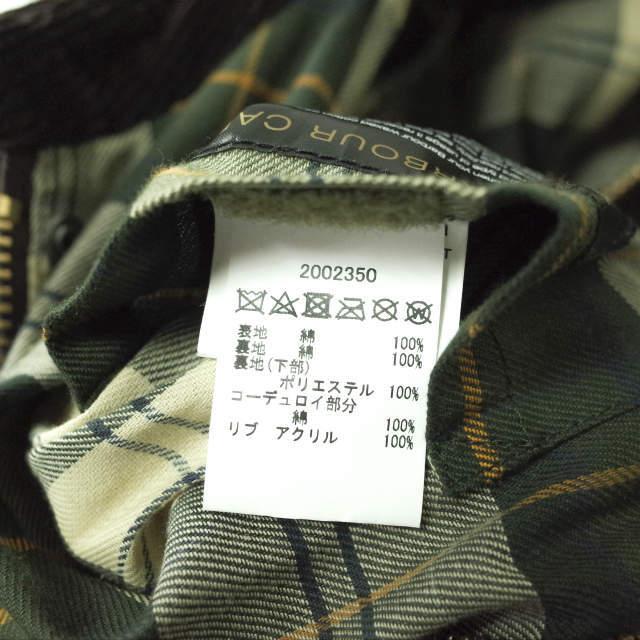 RBOUR CA
2002350
表地 綿 100%
裏地 綿 100%
裏地(下部)
ポリエステル 100%
コーデュロイ部分
綿 100%
リブ アクリル 100%